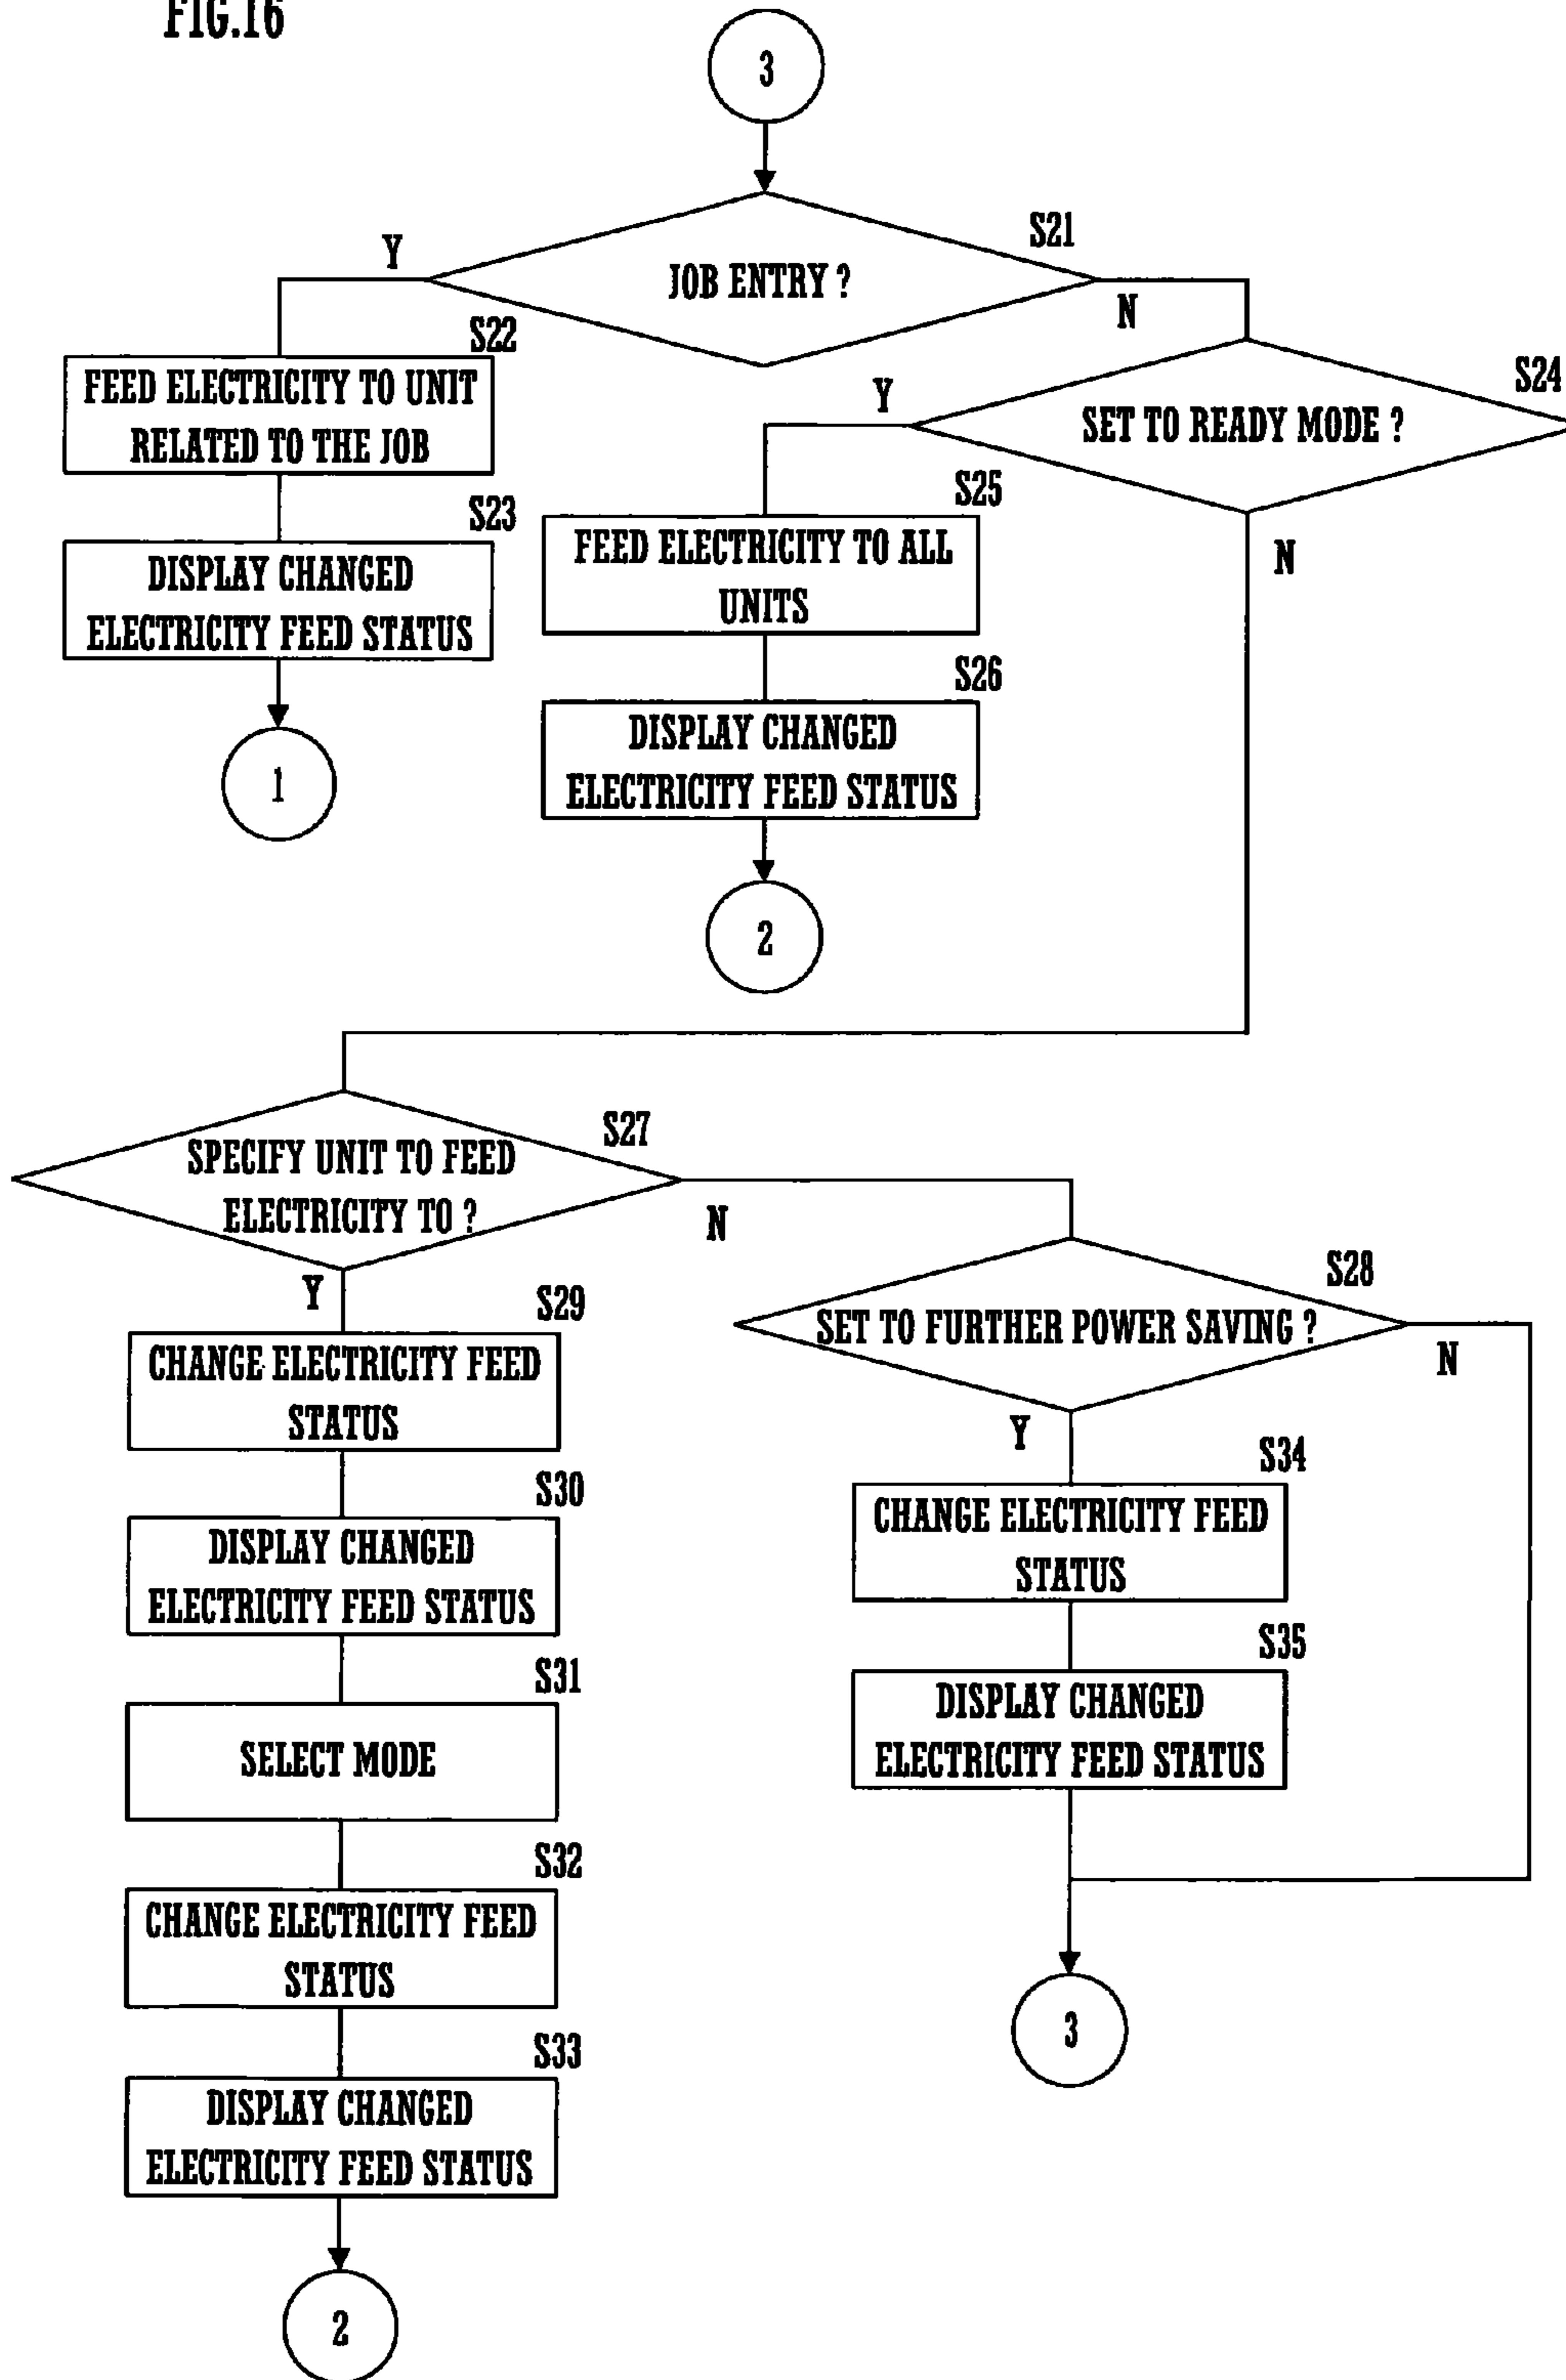 FIG.16
3
S21
Y
JOB ENTRY ?
N
S22
FEED ELECTRICITY TO UNIT
RELATED TO THE JOB
S24
Y
SET TO READY MODE ?
N
S23
DISPLAY CHANGED
ELECTRICITY FEED STATUS
1
S25
FEED ELECTRICITY TO ALL
UNITS
S26
DISPLAY CHANGED
ELECTRICITY FEED STATUS
2
S27
SPECIFY UNIT TO FEED
ELECTRICITY TO ?
N
Y
S28
SET TO FURTHER POWER SAVING ?
N
Y
S29
CHANGE ELECTRICITY FEED
STATUS
S30
DISPLAY CHANGED
ELECTRICITY FEED STATUS
S31
SELECT MODE
S32
CHANGE ELECTRICITY FEED
STATUS
S33
DISPLAY CHANGED
ELECTRICITY FEED STATUS
2
S34
CHANGE ELECTRICITY FEED
STATUS
S35
DISPLAY CHANGED
ELECTRICITY FEED STATUS
3